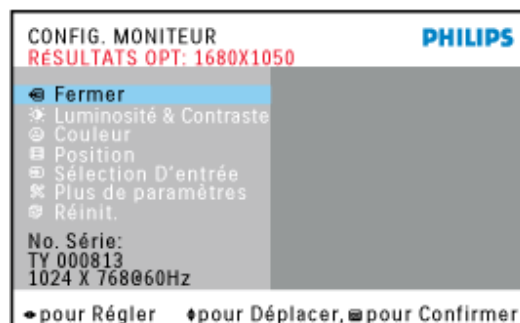 CONFIG. MONITEUR
PHILIPS
RÉSULTATS OPT: 1680X1050
Fermer
Luminosité & Contraste
Couleur
Position
Sélection D'entrée
Plus de paramètres
Réinit.
No. Série:
TY 000813
1024 X 768@60Hz
pour Régler pour Déplacer, pour Confirmer